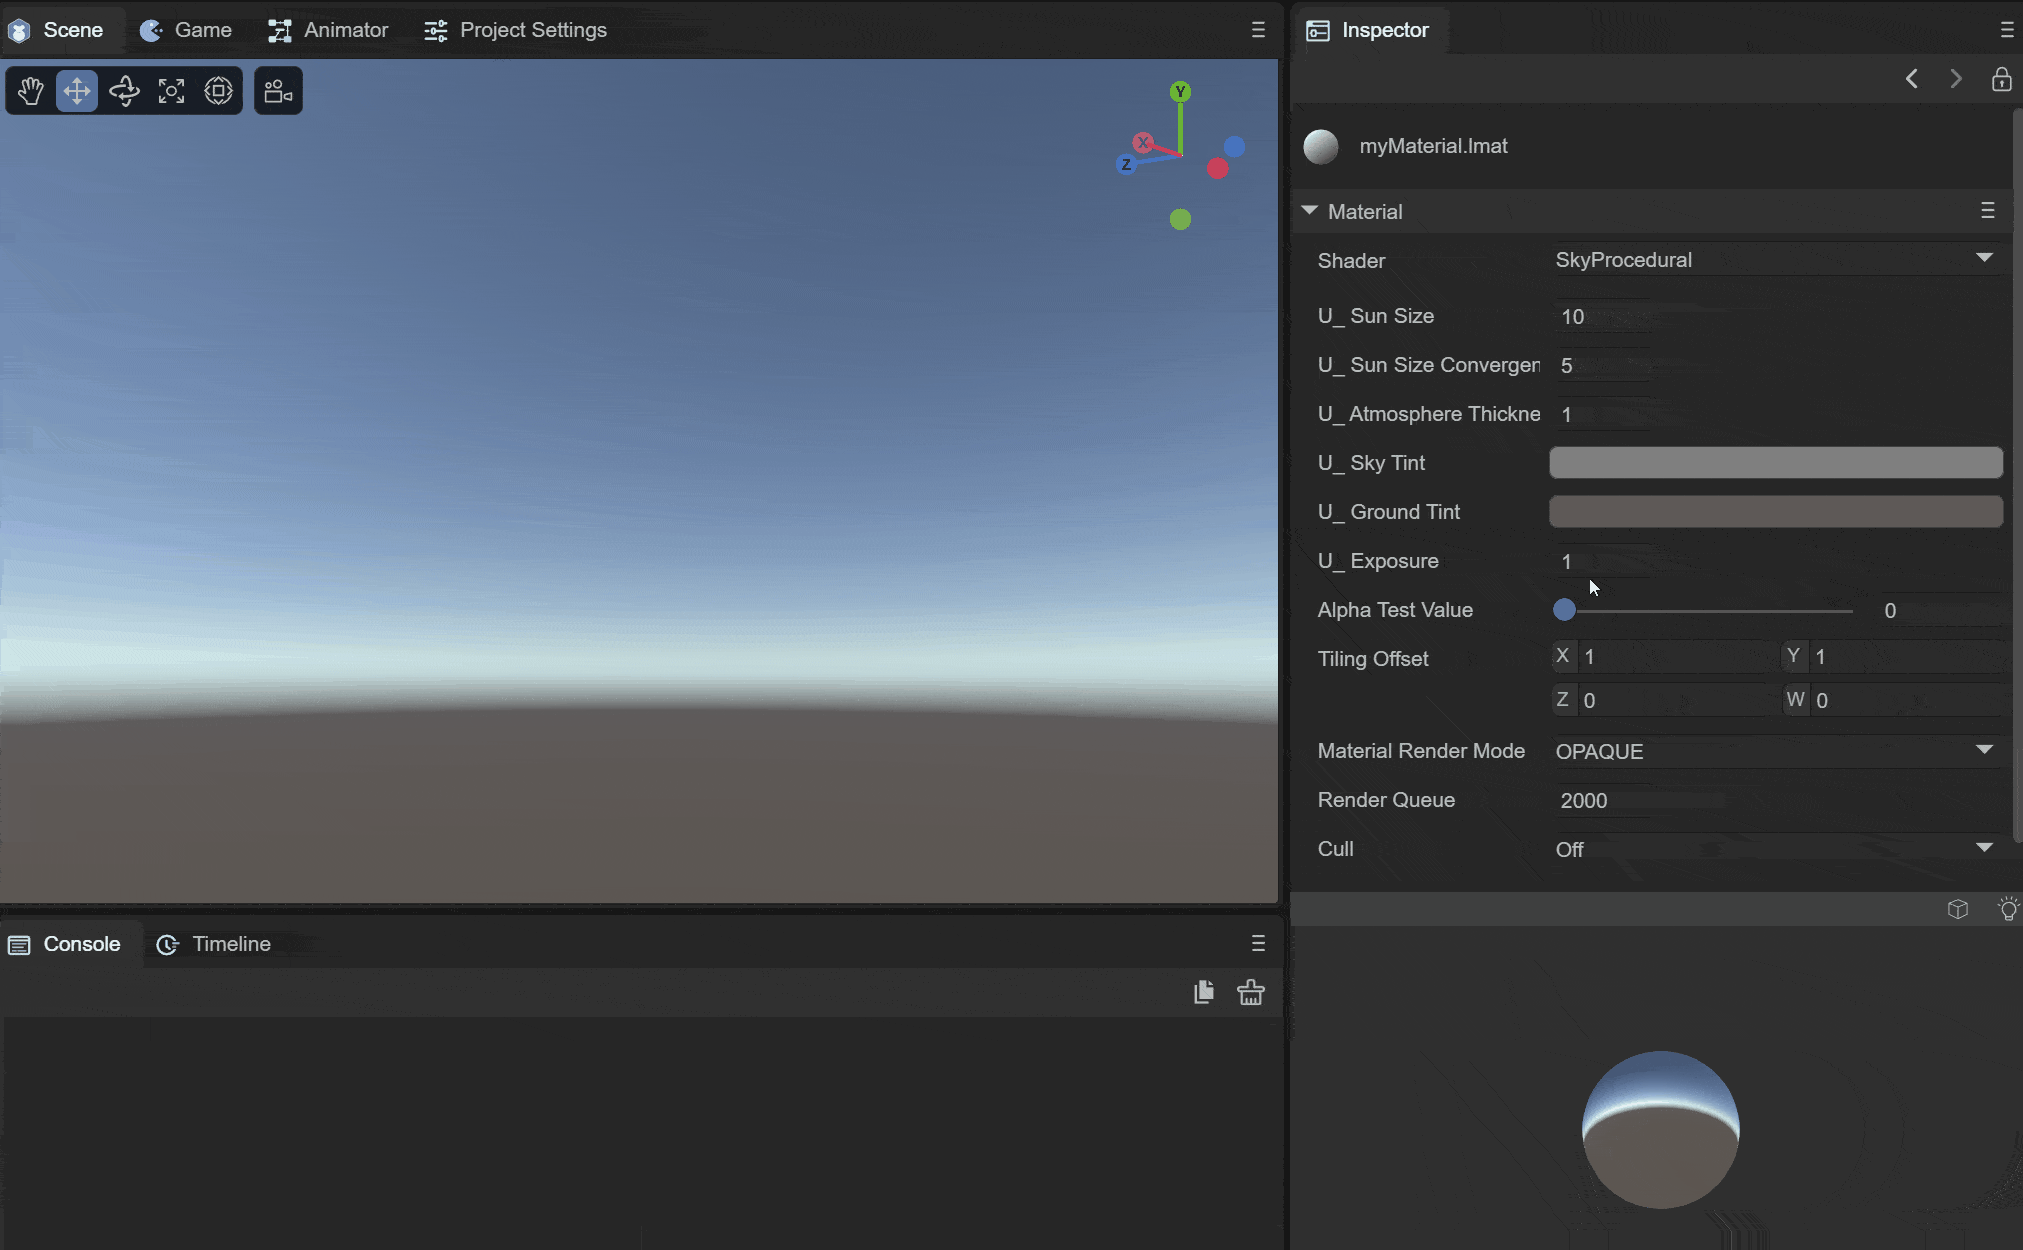 Scene Game Animator Project Settings
Y
X
Z
Console Timeline
Inspector
myMaterial.lmat
Material
Shader SkyProcedural
U_ Sun Size 10
U_ Sun Size Convergen 5
U_ Atmosphere Thickne 1
U_ Sky Tint
U_ Ground Tint
U_ Exposure 1
Alpha Test Value 0
Tiling Offset X 1 Y 1
Z 0 W 0
Material Render Mode OPAQUE
Render Queue 2000
Cull Off